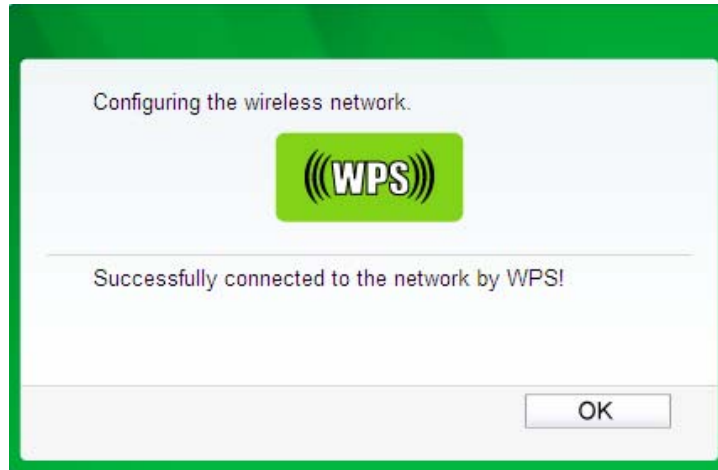 Configuring the wireless network.
(((WPS)))
Successfully connected to the network by WPS!
OK